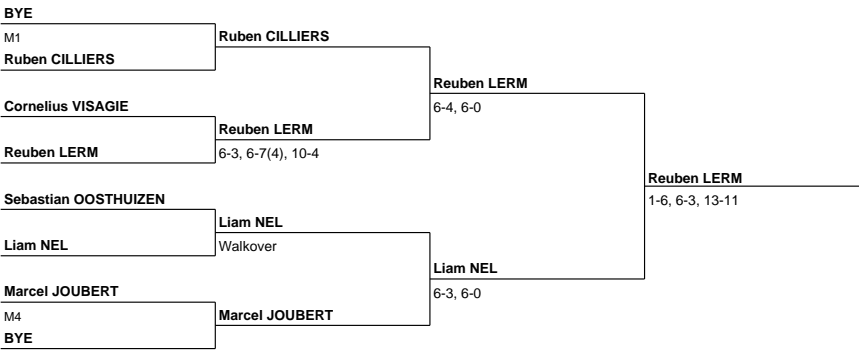 BYE
M1
Ruben CILLIERS
Ruben CILLIERS
Cornelius VISAGIE
Reuben LERM
Reuben LERM
6-3, 6-7(4), 10-4
Reuben LERM
6-4, 6-0
Sebastian OOSTHUIZEN
Liam NEL
Liam NEL
Walkover
Marcel JOUBERT
M4
BYE
Marcel JOUBERT
Liam NEL
6-3, 6-0
Reuben LERM
1-6, 6-3, 13-11